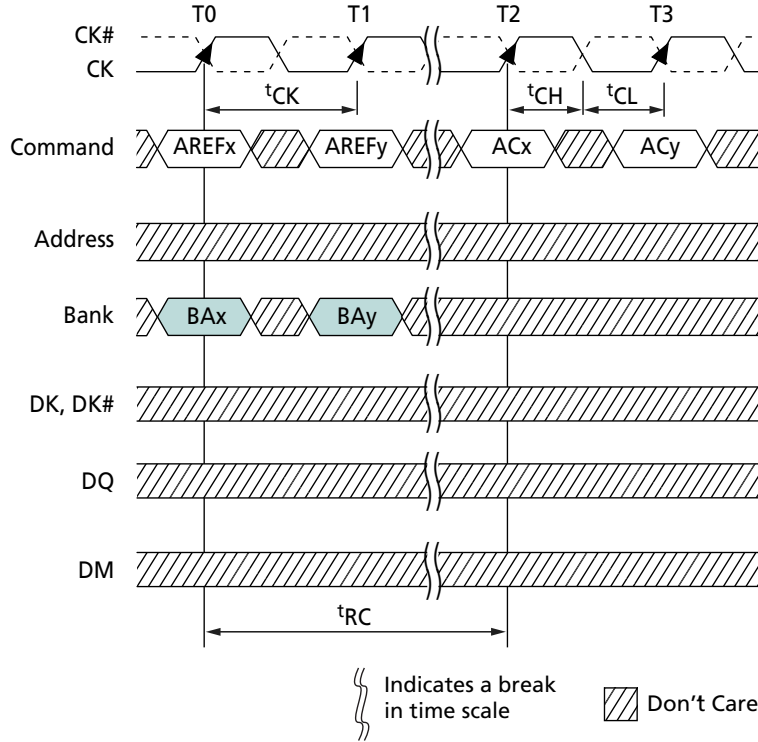 T0 T1 T2 T3
CK#
CK
tCK tCH tCL
Command AREFx AREFy ACx ACy
Address
Bank BAx BAy
DK, DK#
DQ
DM
tRC
Indicates a break
in time scale
Don't Care